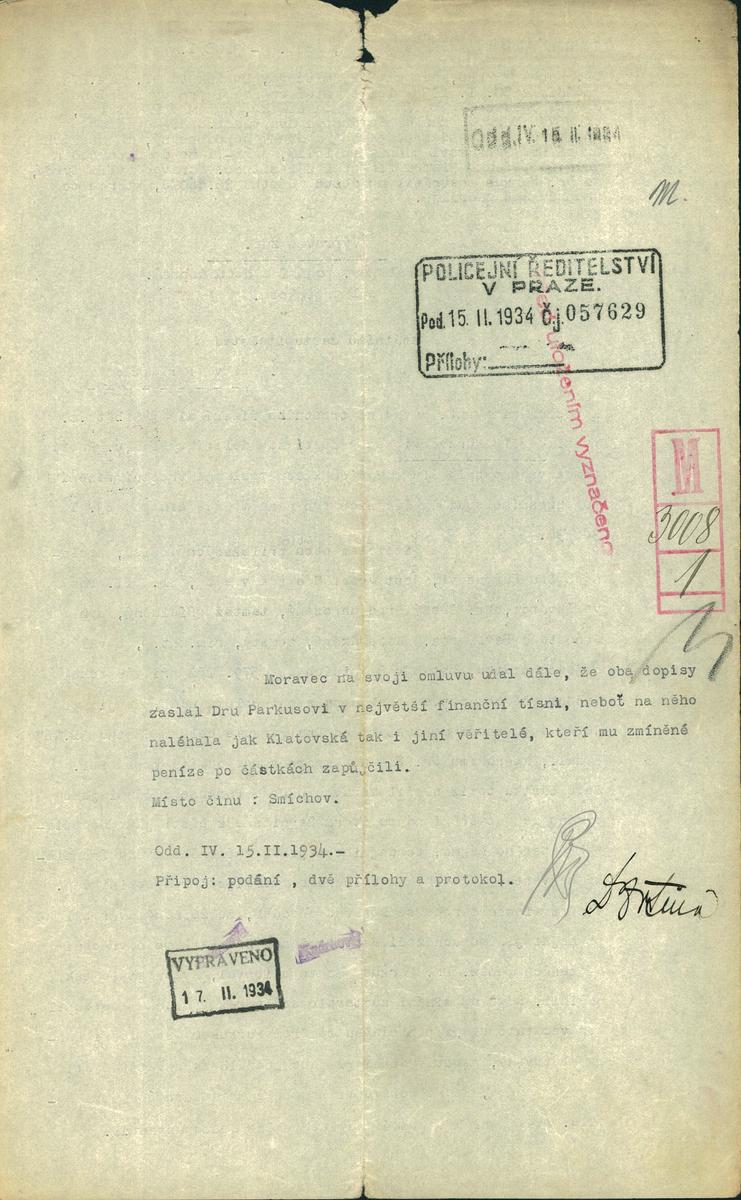 Odd.IV. 15 II. 1934
M.
POLICEJNÍ ŘEDITELSTVÍ
V PRAZE.
Pod. 15. II. 1934 Č.j. 057629
Přílohy:
uložením vyznačeno
M
3008
1
Moravec na svoji omluvu udal dále, že oba dopisy
zaslal Dru Parkusovi v největší finanční tísni, neboť na něho
naléhala jak Klatovská tak i jiní věřitelé, kteří mu zmíněné
peníze po částkách zapůjčili.
Místo činu : Smíchov.
Odd. IV. 15.II.1934.-
Připoj: podání , dvě přílohy a protokol.
VYPRAVENO
17. II. 1934